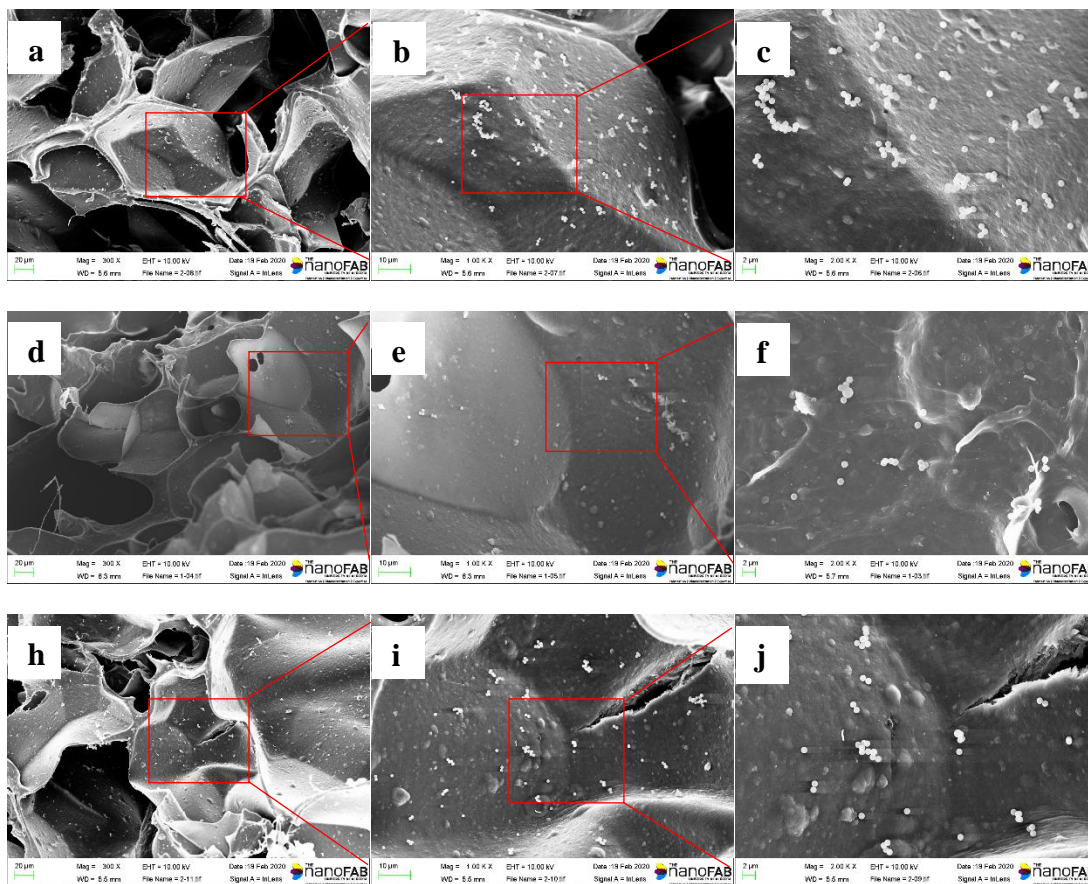 a
20 µm Mag = 300 X EHT = 10.00 kV Date :19 Feb 2020
WD = 5.6 mm File Name = 2-08.tif Signal A = InLens
THE
nanoFAB
b
10 µm Mag = 1.00 K X EHT = 10.00 kV Date :19 Feb 2020
WD = 5.6 mm File Name = 2-07.tif Signal A = InLens
THE
nanoFAB
c
2 µm Mag = 2.00 K X EHT = 10.00 kV Date :19 Feb 2020
WD = 5.6 mm File Name = 2-06.tif Signal A = InLens
THE
nanoFAB
d
20 µm Mag = 300 X EHT = 10.00 kV Date :19 Feb 2020
WD = 6.3 mm File Name = 1-04.tif Signal A = InLens
THE
nanoFAB
e
10 µm Mag = 1.00 K X EHT = 10.00 kV Date :19 Feb 2020
WD = 6.3 mm File Name = 1-05.tif Signal A = InLens
THE
nanoFAB
f
2 µm Mag = 2.00 K X EHT = 10.00 kV Date :19 Feb 2020
WD = 5.7 mm File Name = 1-03.tif Signal A = InLens
THE
nanoFAB
h
20 µm Mag = 300 X EHT = 10.00 kV Date :19 Feb 2020
WD = 5.5 mm File Name = 2-11.tif Signal A = InLens
THE
nanoFAB
i
10 µm Mag = 1.00 K X EHT = 10.00 kV Date :19 Feb 2020
WD = 5.5 mm File Name = 2-10.tif Signal A = InLens
THE
nanoFAB
j
2 µm Mag = 2.00 K X EHT = 10.00 kV Date :19 Feb 2020
WD = 5.5 mm File Name = 2-09.tif Signal A = InLens
THE
nanoFAB